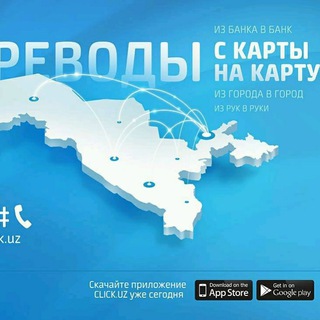 РЕВОДЫ
ИЗ БАНКА В БАНК
С КАРТЫ
НА КАРТУ
ИЗ ГОРОДА В ГОРОД
ИЗ РУК В РУКИ
#
k.uz
Скачайте приложение
CLICK.UZ уже сегодня
Download on the
App Store
Get it on
Google play